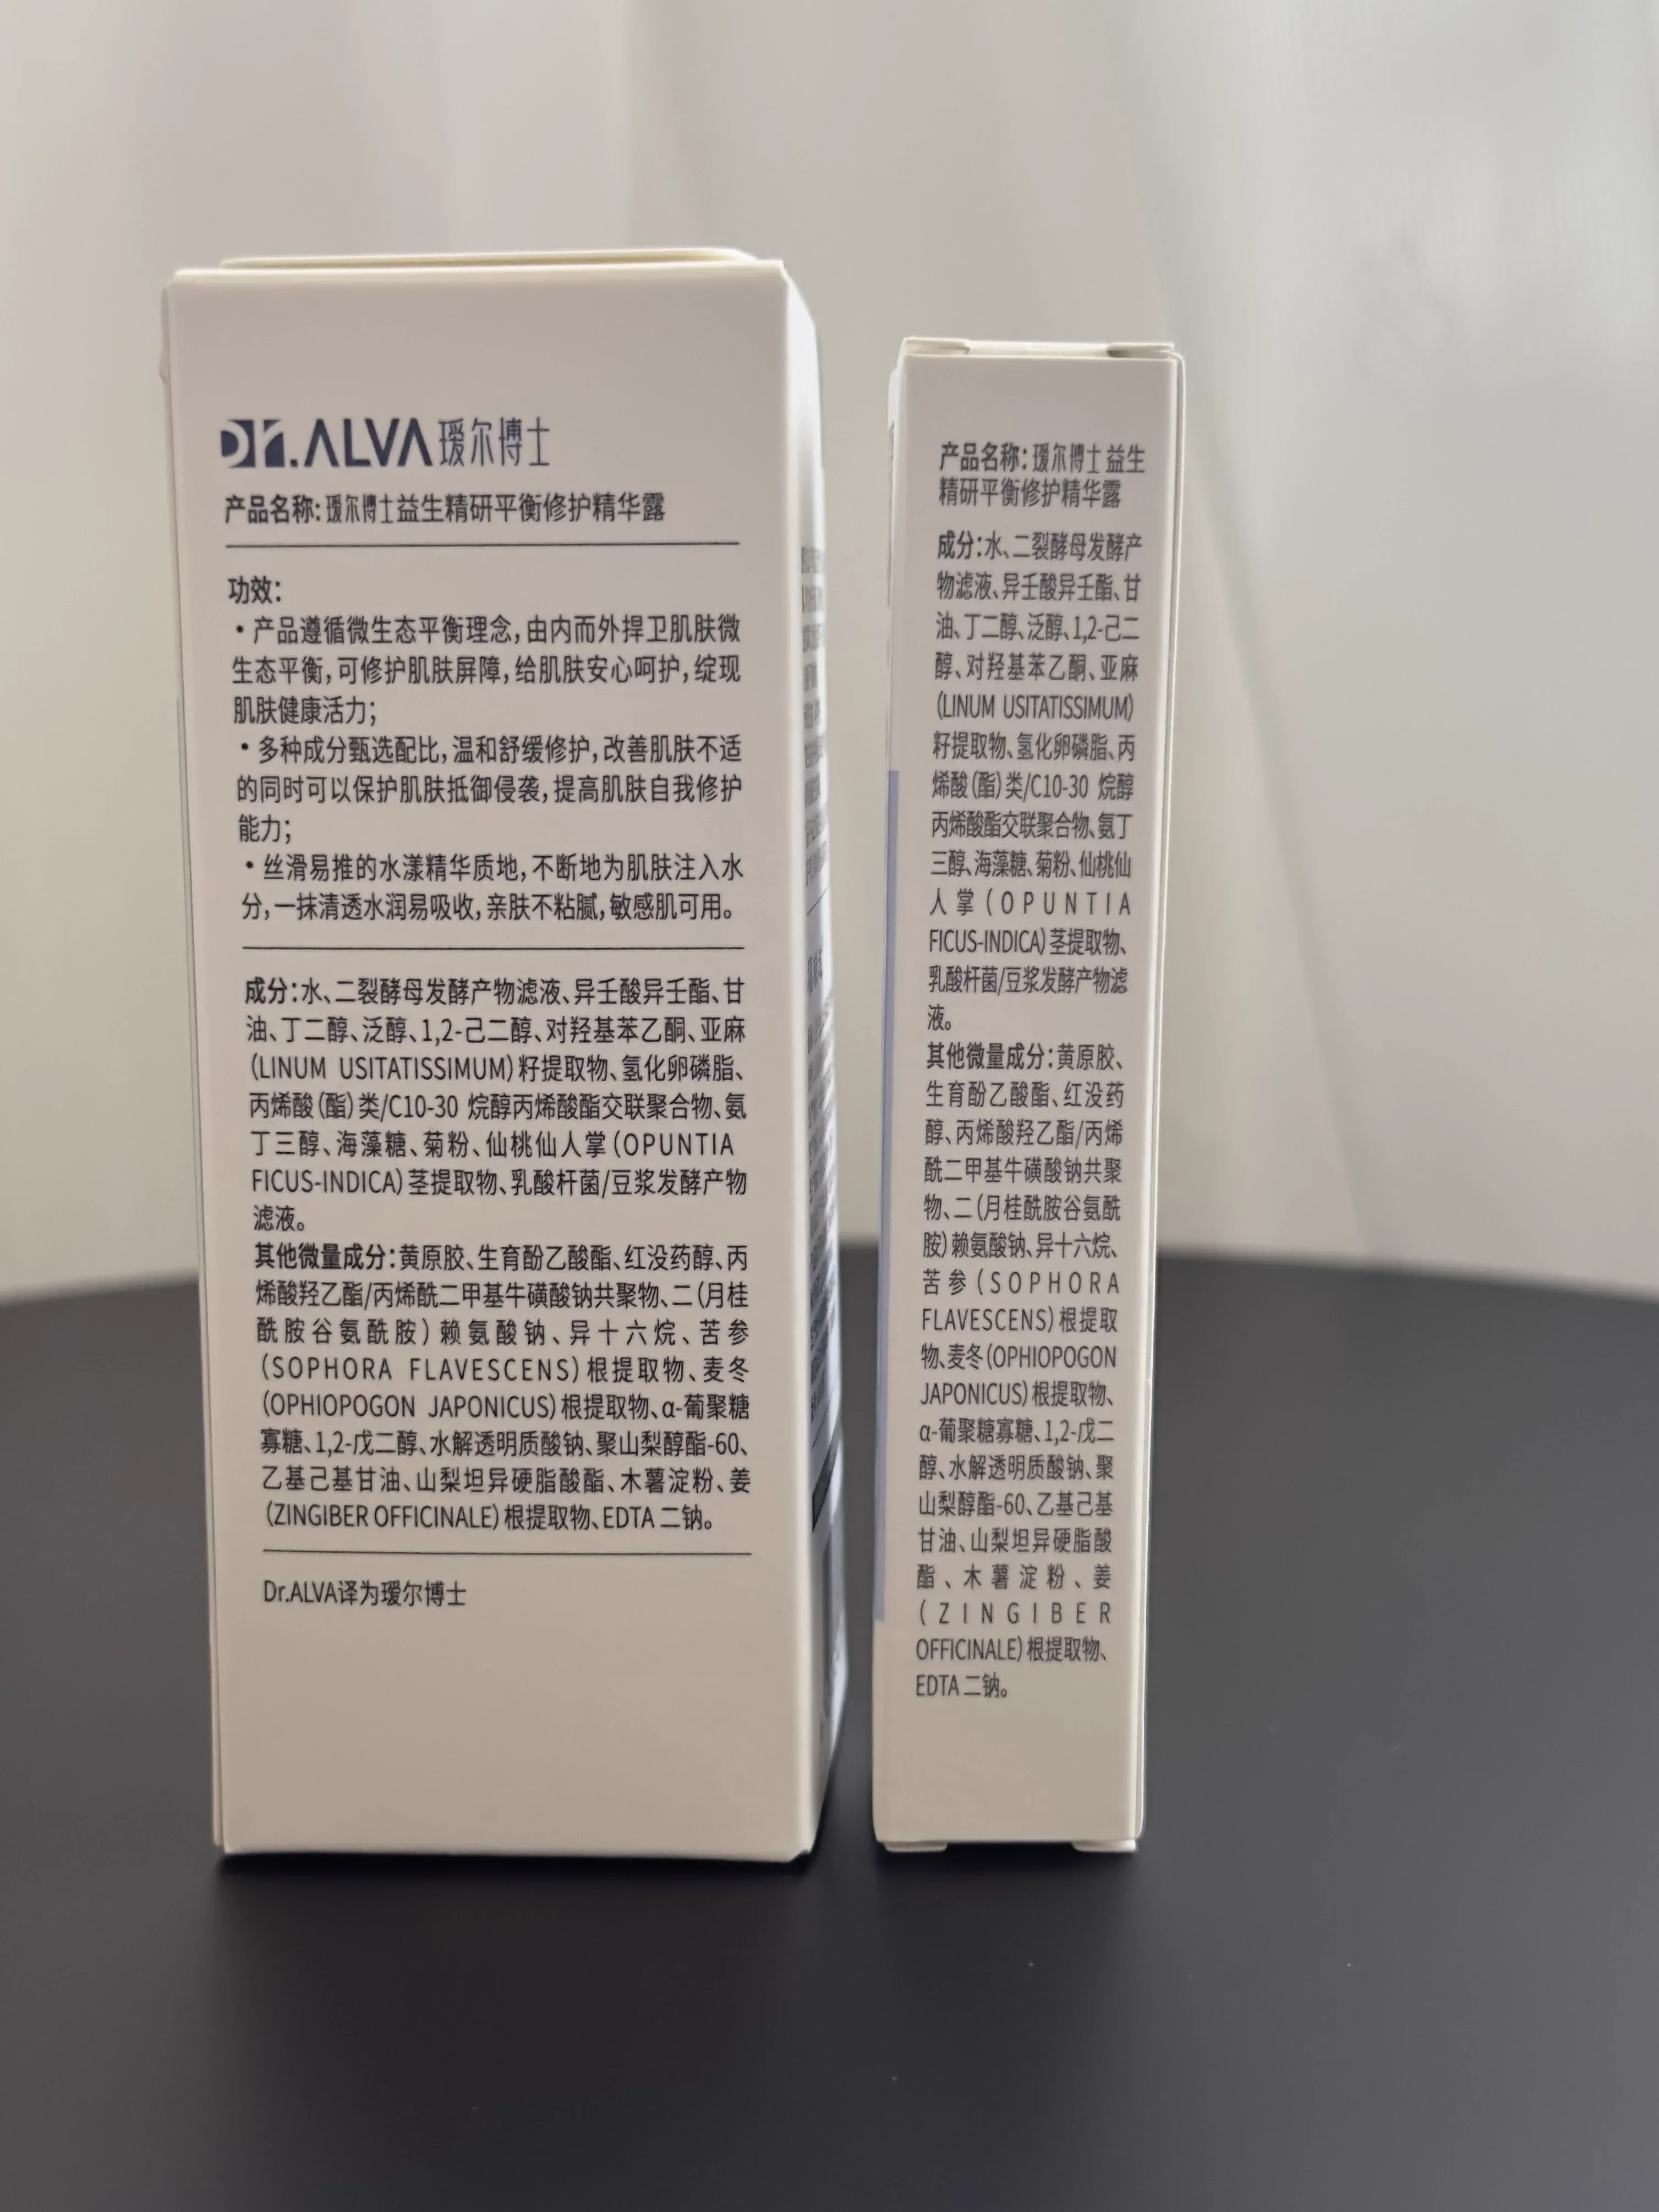 Dr.ALVA 瑷尔博士
产品名称: 瑷尔博士益生精研平衡修护精华露
功效:
·产品遵循微生态平衡理念,由内而外捍卫肌肤微
生态平衡,可修护肌肤屏障,给肌肤安心呵护,绽现
肌肤健康活力;
·多种成分甄选配比,温和舒缓修护,改善肌肤不适
的同时可以保护肌肤抵御侵袭,提高肌肤自我修护
能力;
·丝滑易推的水漾精华质地,不断地为肌肤注入水
分,一抹清透水润易吸收,亲肤不粘腻,敏感肌可用。
成分:水、二裂酵母发酵产物滤液、异壬酸异壬酯、甘
油、丁二醇、泛醇、1,2-己二醇、对羟基苯乙酮、亚麻
(LINUM USITATISSIMUM)籽提取物、氢化卵磷脂、
丙烯酸(酯)类/C10-30 烷醇丙烯酸酯交联聚合物、氨
丁三醇、海藻糖、菊粉、仙桃仙人掌(OPUNTIA
FICUS-INDICA)茎提取物、乳酸杆菌/豆浆发酵产物
滤液。
其他微量成分:黄原胶、生育酚乙酸酯、红没药醇、丙
烯酸羟乙酯/丙烯酰二甲基牛磺酸钠共聚物、二(月桂
酰胺谷氨酰胺)赖氨酸钠、异十六烷、苦参
(SOPHORA FLAVESCENS)根提取物、麦冬
(OPHIOPOGON JAPONICUS)根提取物、α-葡聚糖
寡糖、1,2-戊二醇、水解透明质酸钠、聚山梨醇酯-60、
乙基己基甘油、山梨坦异硬脂酸酯、木薯淀粉、姜
(ZINGIBER OFFICINALE)根提取物、EDTA 二钠。
Dr.ALVA译为瑷尔博士
产品名称: 瑷尔博士 益生
精研平衡修护精华露
成分:水、二裂酵母发酵产
物滤液、异壬酸异壬酯、甘
油、丁二醇、泛醇、1,2-己二
醇、对羟基苯乙酮、亚麻
(LINUM USITATISSIMUM)
籽提取物、氢化卵磷脂、丙
烯酸(酯)类/C10-30 烷醇
丙烯酸酯交联聚合物、氨丁
三醇、海藻糖、菊粉、仙桃仙
人掌(OPUNTIA
FICUS-INDICA)茎提取物、
乳酸杆菌/豆浆发酵产物滤
液。
其他微量成分:黄原胶、
生育酚乙酸酯、红没药
醇、丙烯酸羟乙酯/丙烯
酰二甲基牛磺酸钠共聚
物、二(月桂酰胺谷氨酰
胺)赖氨酸钠、异十六烷、
苦参(SOPHORA
FLAVESCENS)根提取
物、麦冬(OPHIOPOGON
JAPONICUS)根提取物、
α-葡聚糖寡糖、1,2-戊二
醇、水解透明质酸钠、聚
山梨醇酯-60、乙基己基
甘油、山梨坦异硬脂酸
酯、木薯淀粉、姜
(ZINGIBER
OFFICINALE)根提取物、
EDTA 二钠。